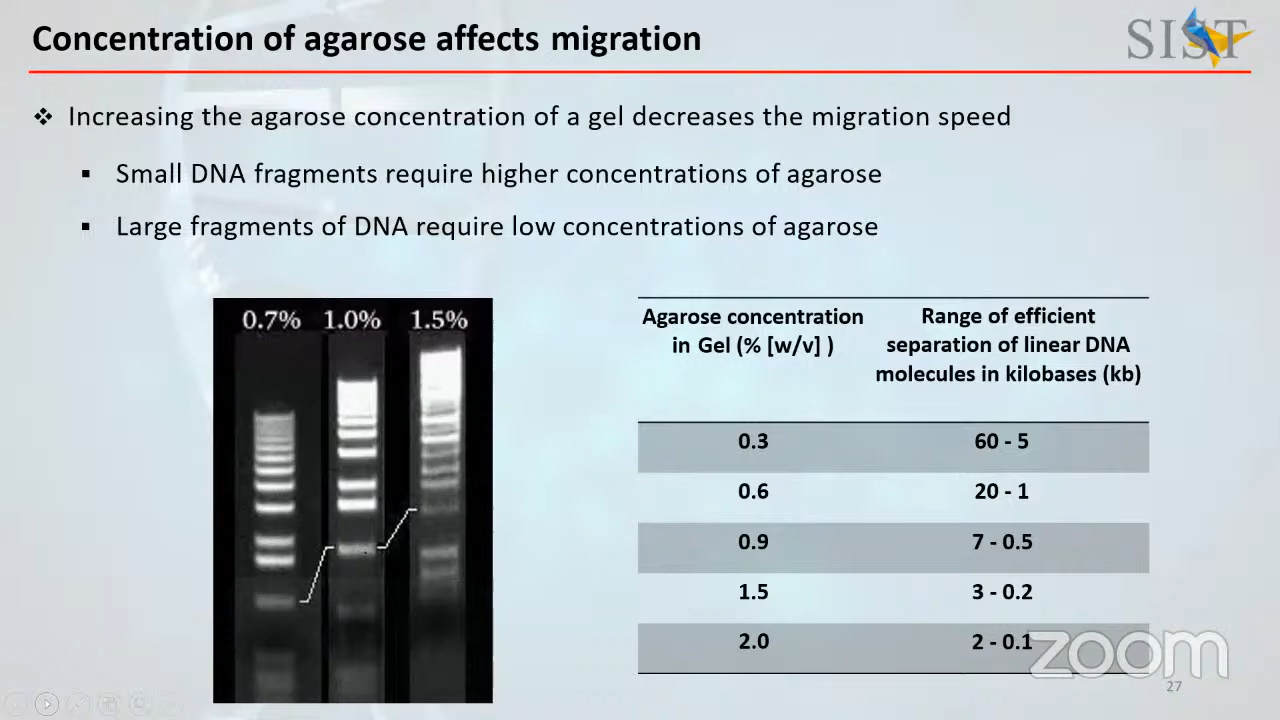 Concentration of agarose affects migration
SIST
❖ Increasing the agarose concentration of a gel decreases the migration speed
▪ Small DNA fragments require higher concentrations of agarose
▪ Large fragments of DNA require low concentrations of agarose
0.7% 1.0% 1.5%
Agarose concentration in Gel (% [w/v] )
Range of efficient separation of linear DNA molecules in kilobases (kb)
0.3 60 - 5
0.6 20 - 1
0.9 7 - 0.5
1.5 3 - 0.2
2.0 2 - 0.1
zoom
27